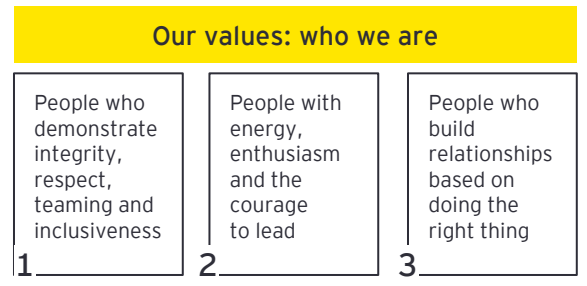 Our values: who we are
People who
demonstrate
integrity,
respect,
teaming and
inclusiveness
1
People with
energy,
enthusiasm
and the
courage
to lead
2
People who
build
relationships
based on
doing the
right thing
3